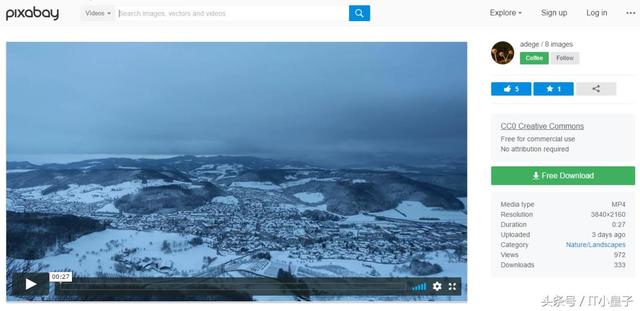 pixabay
Videos
Search images, vectors and videos
Explore
Sign up
Log in
adege / 8 images
Coffee
Follow
5
1
CC0 Creative Commons
Free for commercial use
No attribution required
Free Download
Media type MP4
Resolution 3840×2160
Duration 0:27
Uploaded 3 days ago
Category Nature/Landscapes
Views 972
Downloads 333
00:27
头条号 / IT小皇子